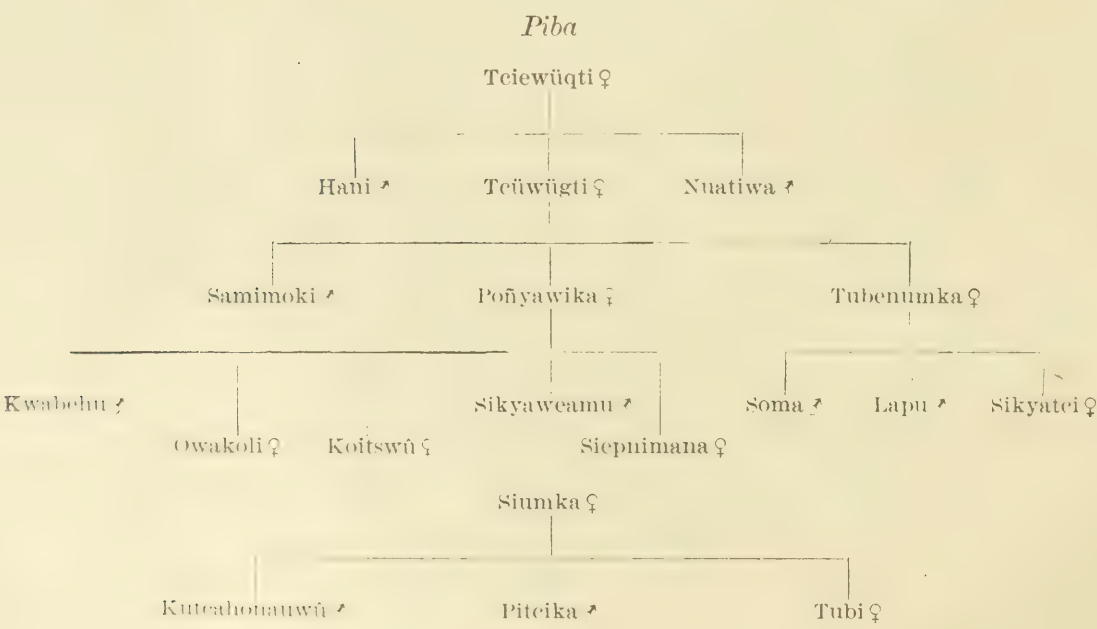 Piba
Tciewüqti ♀
Hani ♂ Tcüwügti ♀ Nuatiwa ♂
Samimoki ♂ Poñyawika ♀ Tubenumka ♀
Kwabehu ♂ Sikyaweamu ♂ Soma ♂ Lapu ♂ Sikyatci ♀
Owakoli ♀ Koitswû ♀ Siepnimana ♀
Siumka ♀
Kutcahonauwû ♂ Pitcika ♂ Tubi ♀